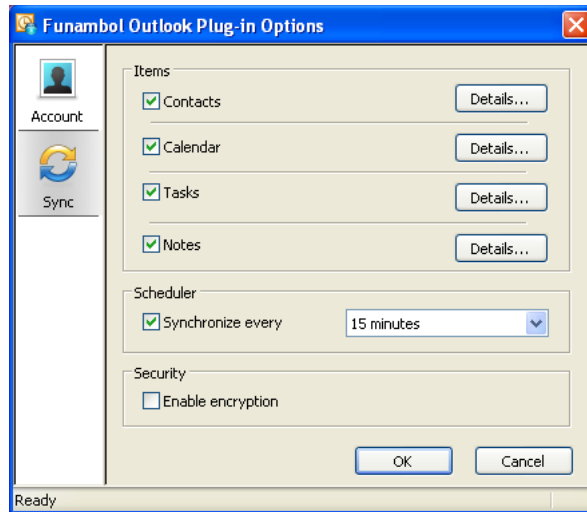 Funambol Outlook Plug-in Options
Account
Sync
Items
Contacts Details...
Calendar Details...
Tasks Details...
Notes Details...
Scheduler
Synchronize every 15 minutes
Security
Enable encryption
OK Cancel
Ready